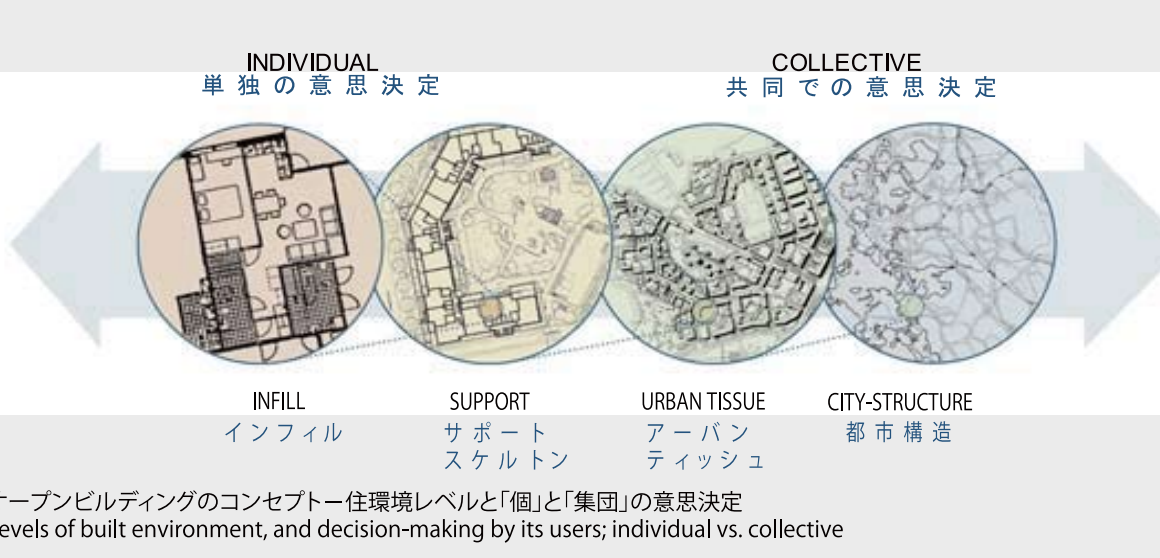 INDIVIDUAL
単独の意思決定
COLLECTIVE
共同での意思決定
INFILL
インフィル
SUPPORT
サポート
スケルトン
URBAN TISSUE
アーバン
ティッシュ
CITY-STRUCTURE
都市構造
ープンビルディングのコンセプトー住環境レベルと「個」と「集団」の意思決定
evels of built environment, and decision-making by its users; individual vs. collective